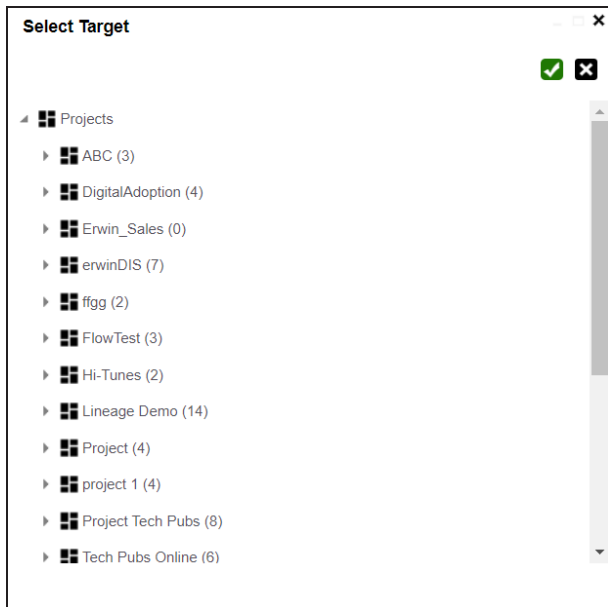 Select Target
Projects
ABC (3)
DigitalAdoption (4)
Erwin_Sales (0)
erwinDIS (7)
ffgg (2)
FlowTest (3)
Hi-Tunes (2)
Lineage Demo (14)
Project (4)
project 1 (4)
Project Tech Pubs (8)
Tech Pubs Online (6)